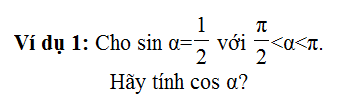 Ví dụ 1: Cho sin α=1/2 với π/2<α<π.
Hãy tính cos α?